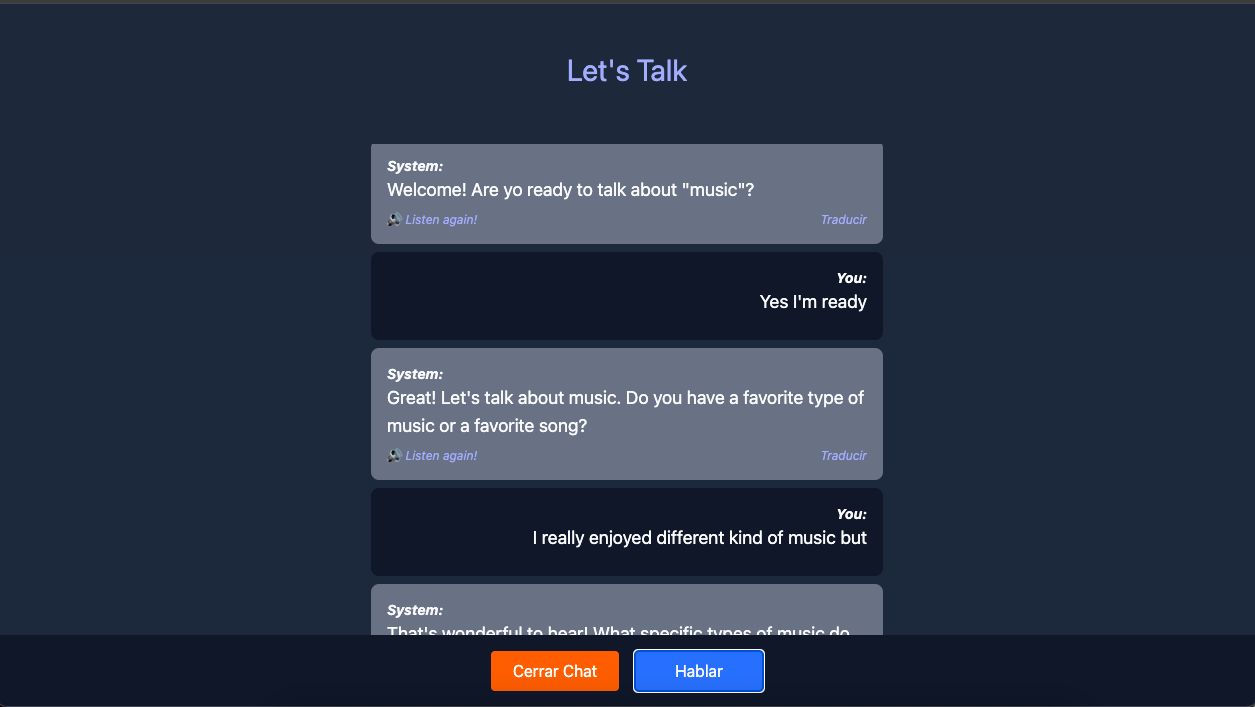 Let's Talk
System:
Welcome! Are yo ready to talk about "music"?
Listen again!
Traducir
You:
Yes I'm ready
System:
Great! Let's talk about music. Do you have a favorite type of
music or a favorite song?
Listen again!
Traducir
You:
I really enjoyed different kind of music but
System:
That's wonderful to hear! What specific types of music do
Cerrar Chat
Hablar